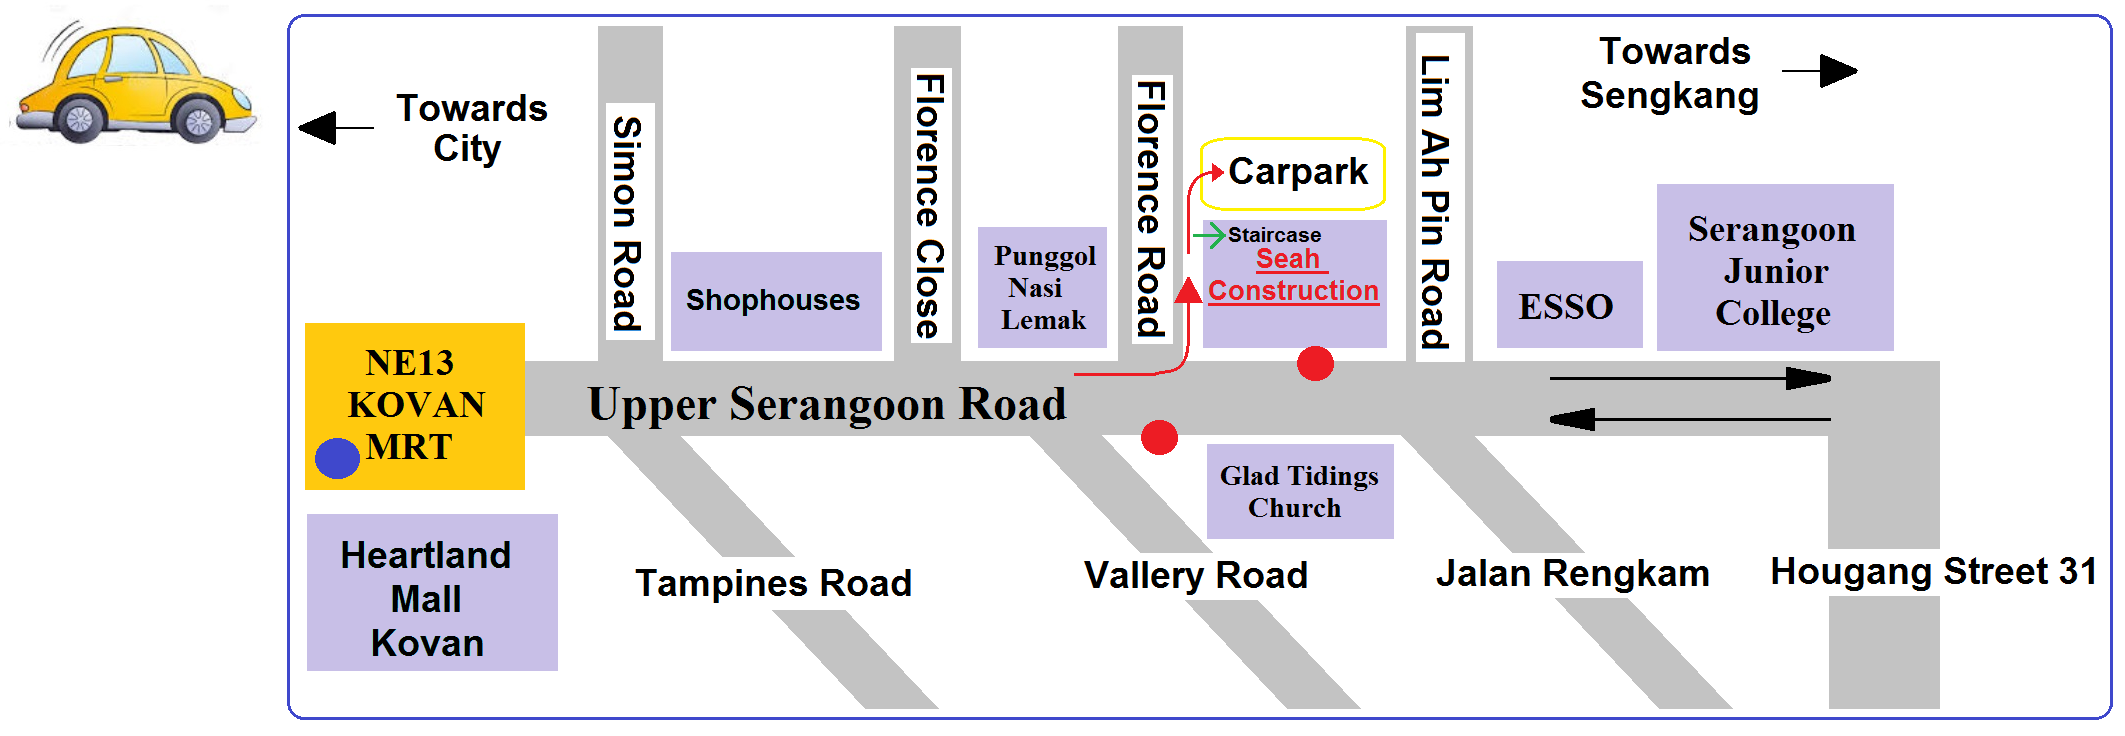 Towards
City
Simon Road
Florence Close
Florence Road
Lim Ah Pin Road
Towards
Sengkang
Carpark
Staircase
Seah
Construction
Shophouses
Punggol
Nasi
Lemak
ESSO
Serangoon
Junior
College
NE13
KOVAN
MRT
Upper Serangoon Road
Glad Tidings
Church
Heartland
Mall
Kovan
Tampines Road
Vallery Road
Jalan Rengkam
Hougang Street 31